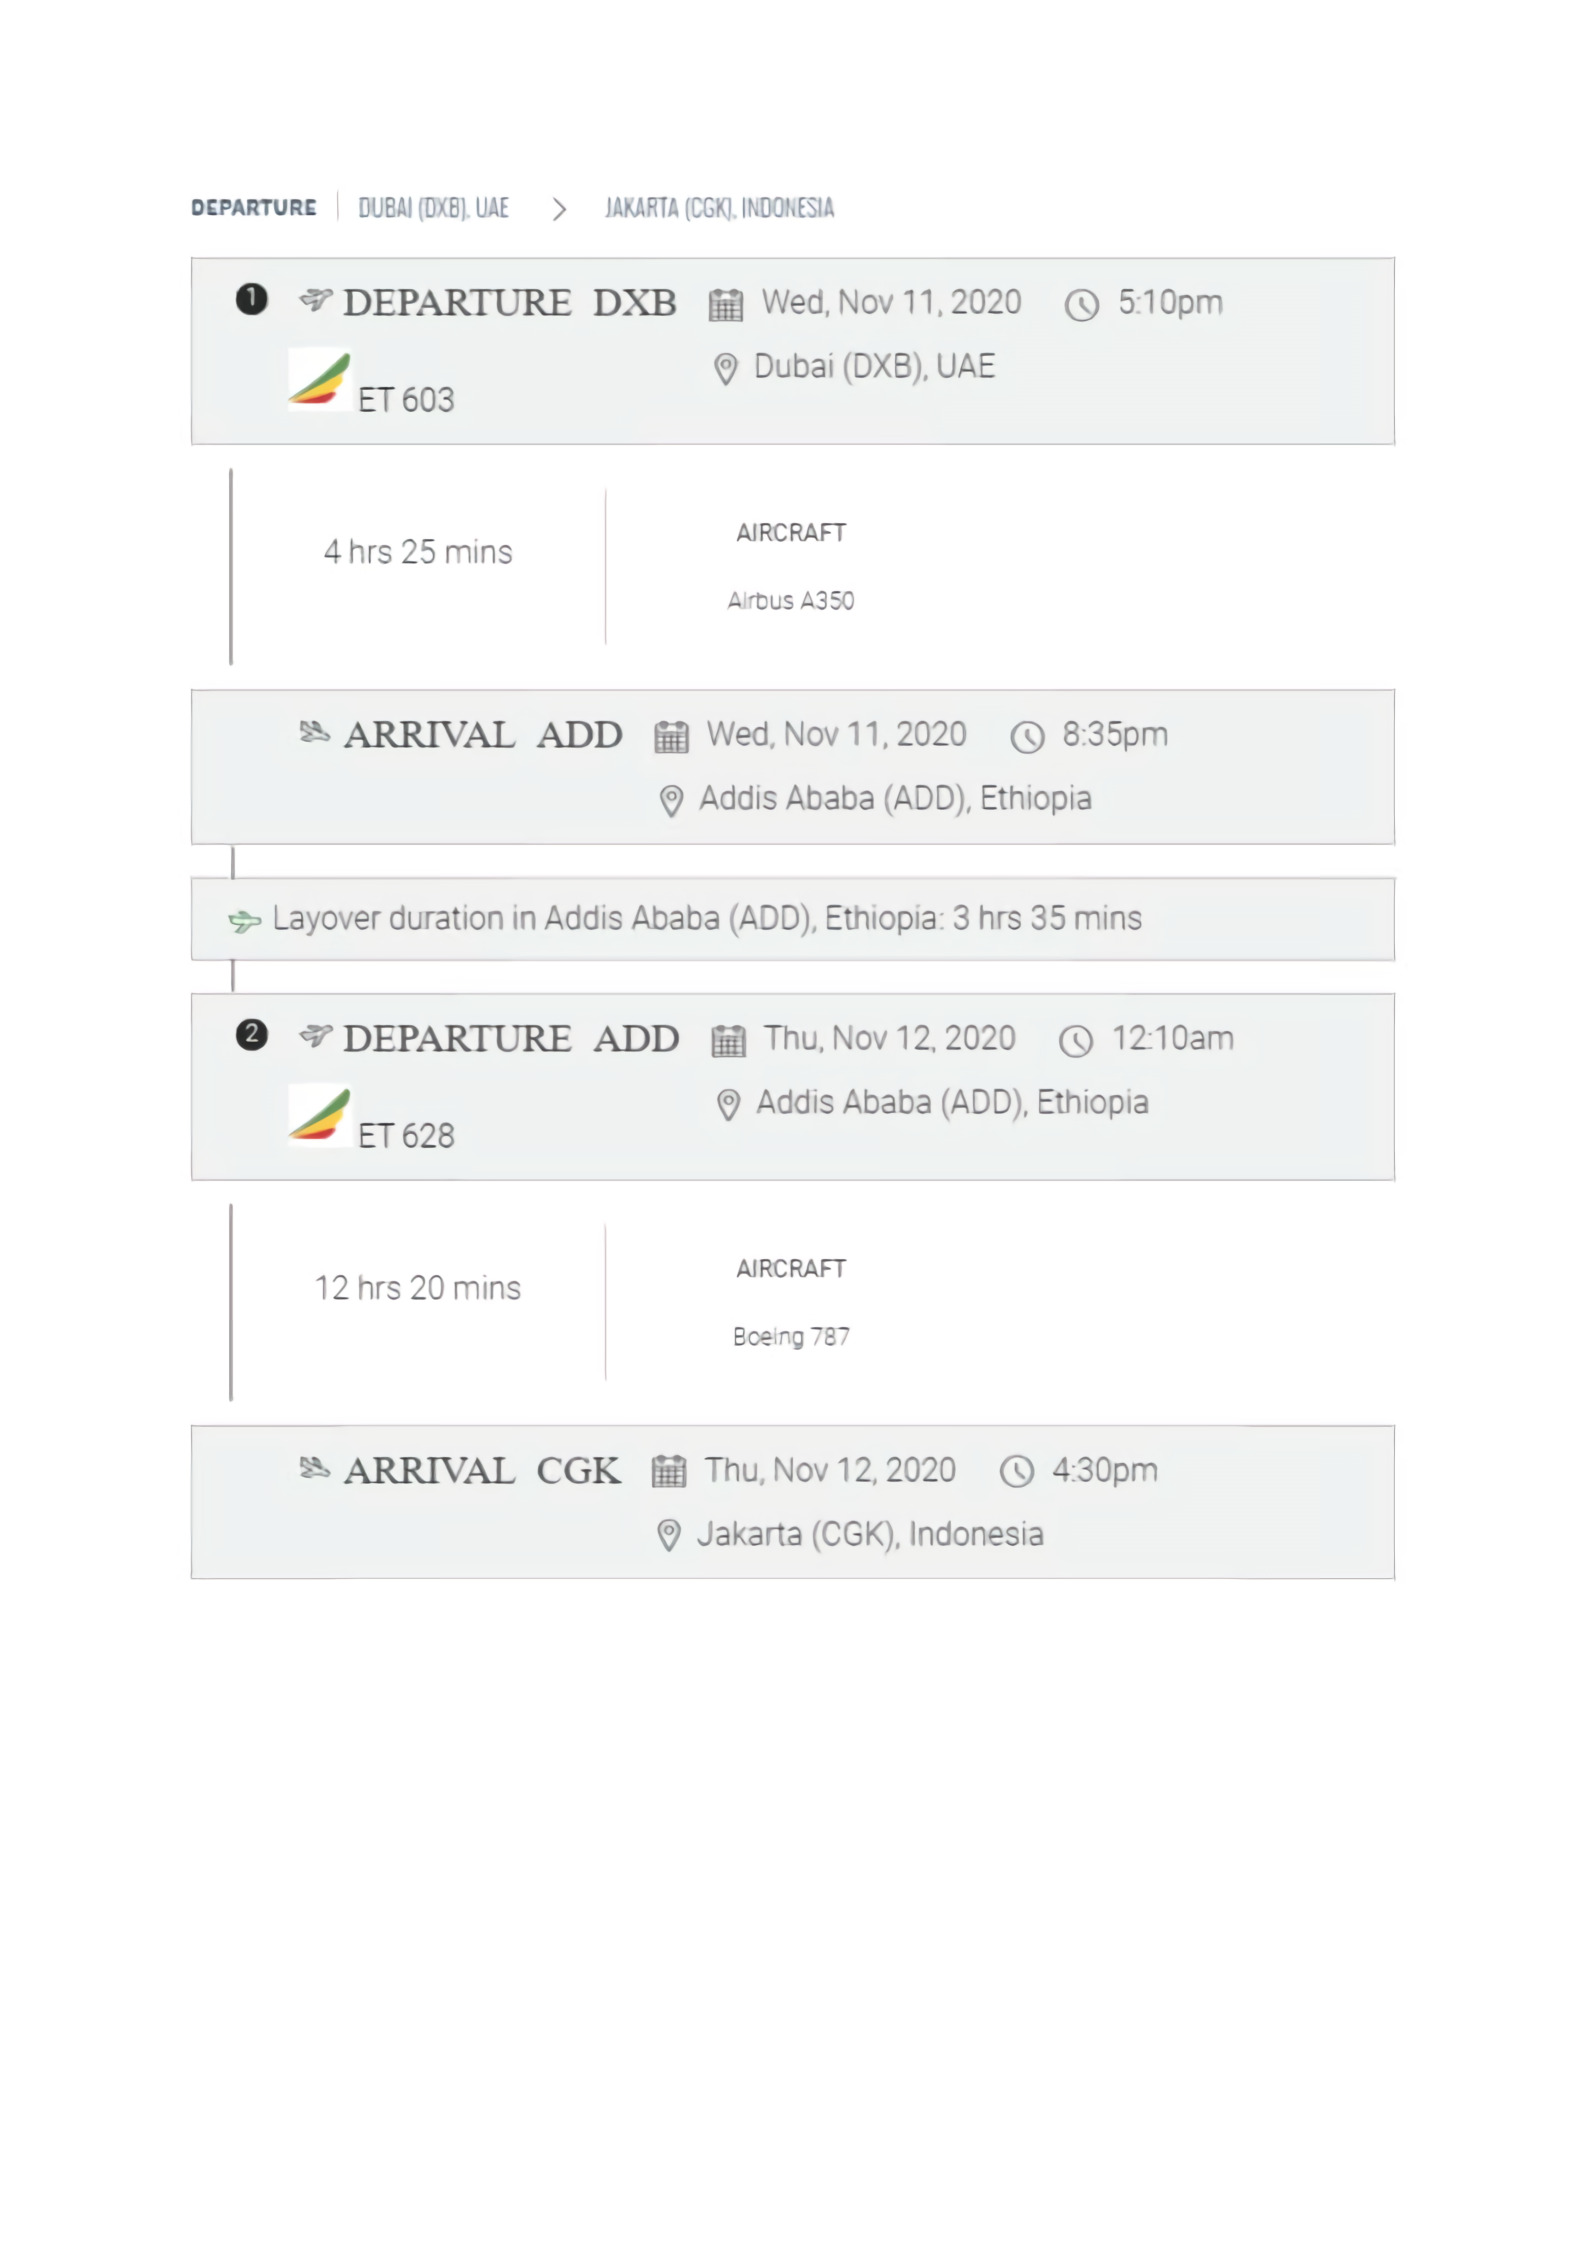 DEPARTURE DUBAI (DXB), UAE > JAKARTA (CGK), INDONESIA
1 DEPARTURE DXB Wed, Nov 11, 2020 5:10pm
Dubai (DXB), UAE
ET 603
4 hrs 25 mins
AIRCRAFT
Airbus A350
ARRIVAL ADD Wed, Nov 11, 2020 8:35pm
Addis Ababa (ADD), Ethiopia
Layover duration in Addis Ababa (ADD), Ethiopia: 3 hrs 35 mins
2 DEPARTURE ADD Thu, Nov 12, 2020 12:10am
Addis Ababa (ADD), Ethiopia
ET 628
12 hrs 20 mins
AIRCRAFT
Boeing 787
ARRIVAL CGK Thu, Nov 12, 2020 4:30pm
Jakarta (CGK), Indonesia